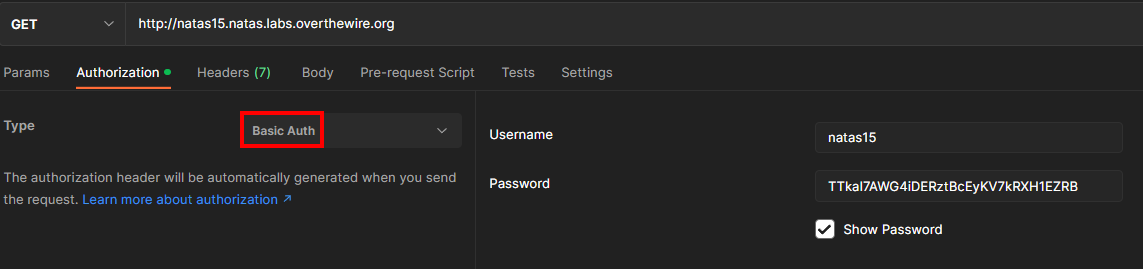 GET
http://natas15.natas.labs.overthewire.org
Params
Authorization
Headers (7)
Body
Pre-request Script
Tests
Settings
Type
Basic Auth
The authorization header will be automatically generated when you send
the request. Learn more about authorization ↗
Username
natas15
Password
TTkaI7AWG4iDERztBcEyKV7kRXH1EZRB
Show Password